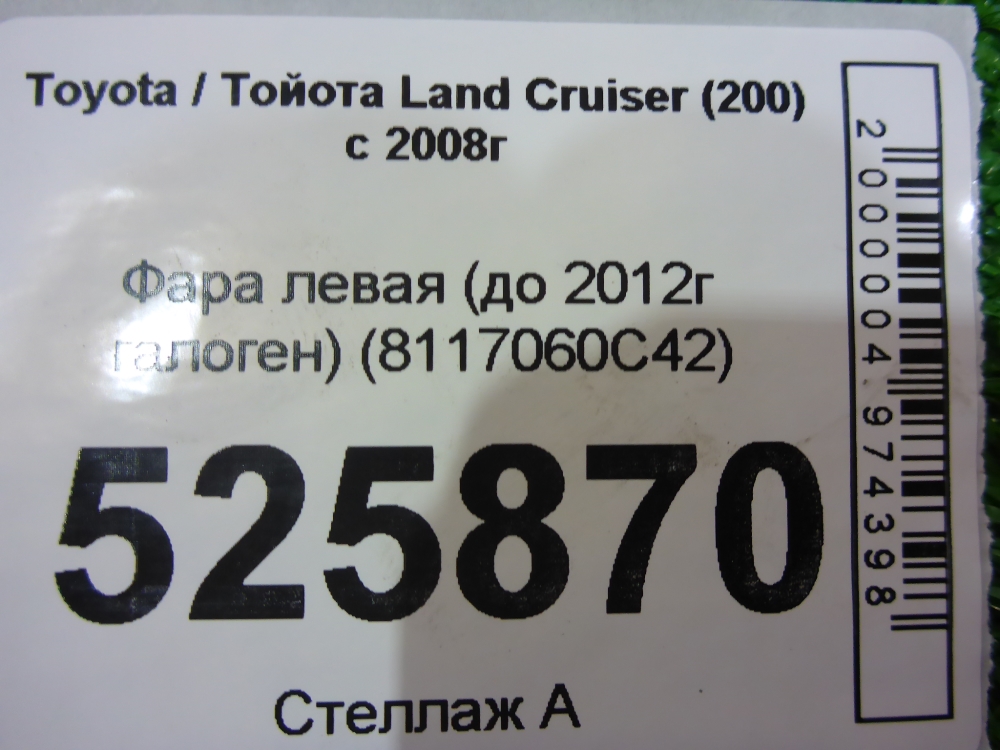 Toyota / Тойота Land Cruiser (200)
с 2008г
Фара левая (до 2012г
галоген) (8117060C42)
525870
Стеллаж А
2000004974398